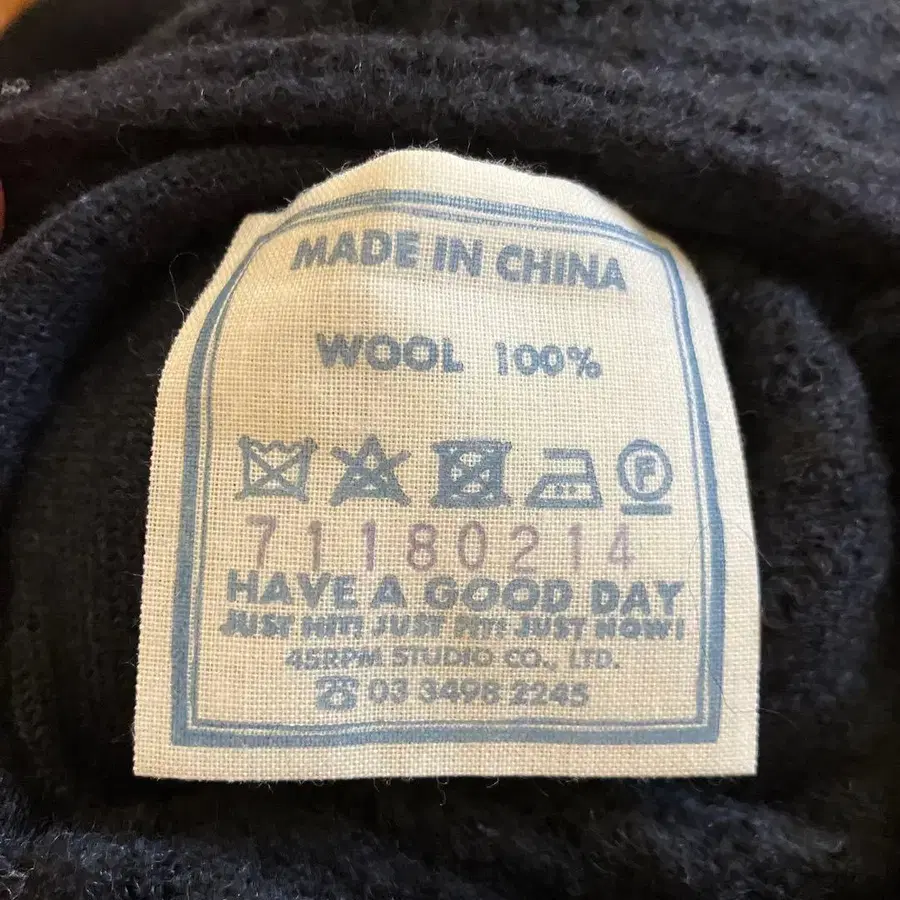 MADE IN CHINA
WOOL 100%
F
71180214
HAVE A GOOD DAY
JUST HIT! JUST FIT! JUST NOW!
45RPM STUDIO CO., LTD.
☎ 03 3498 2245